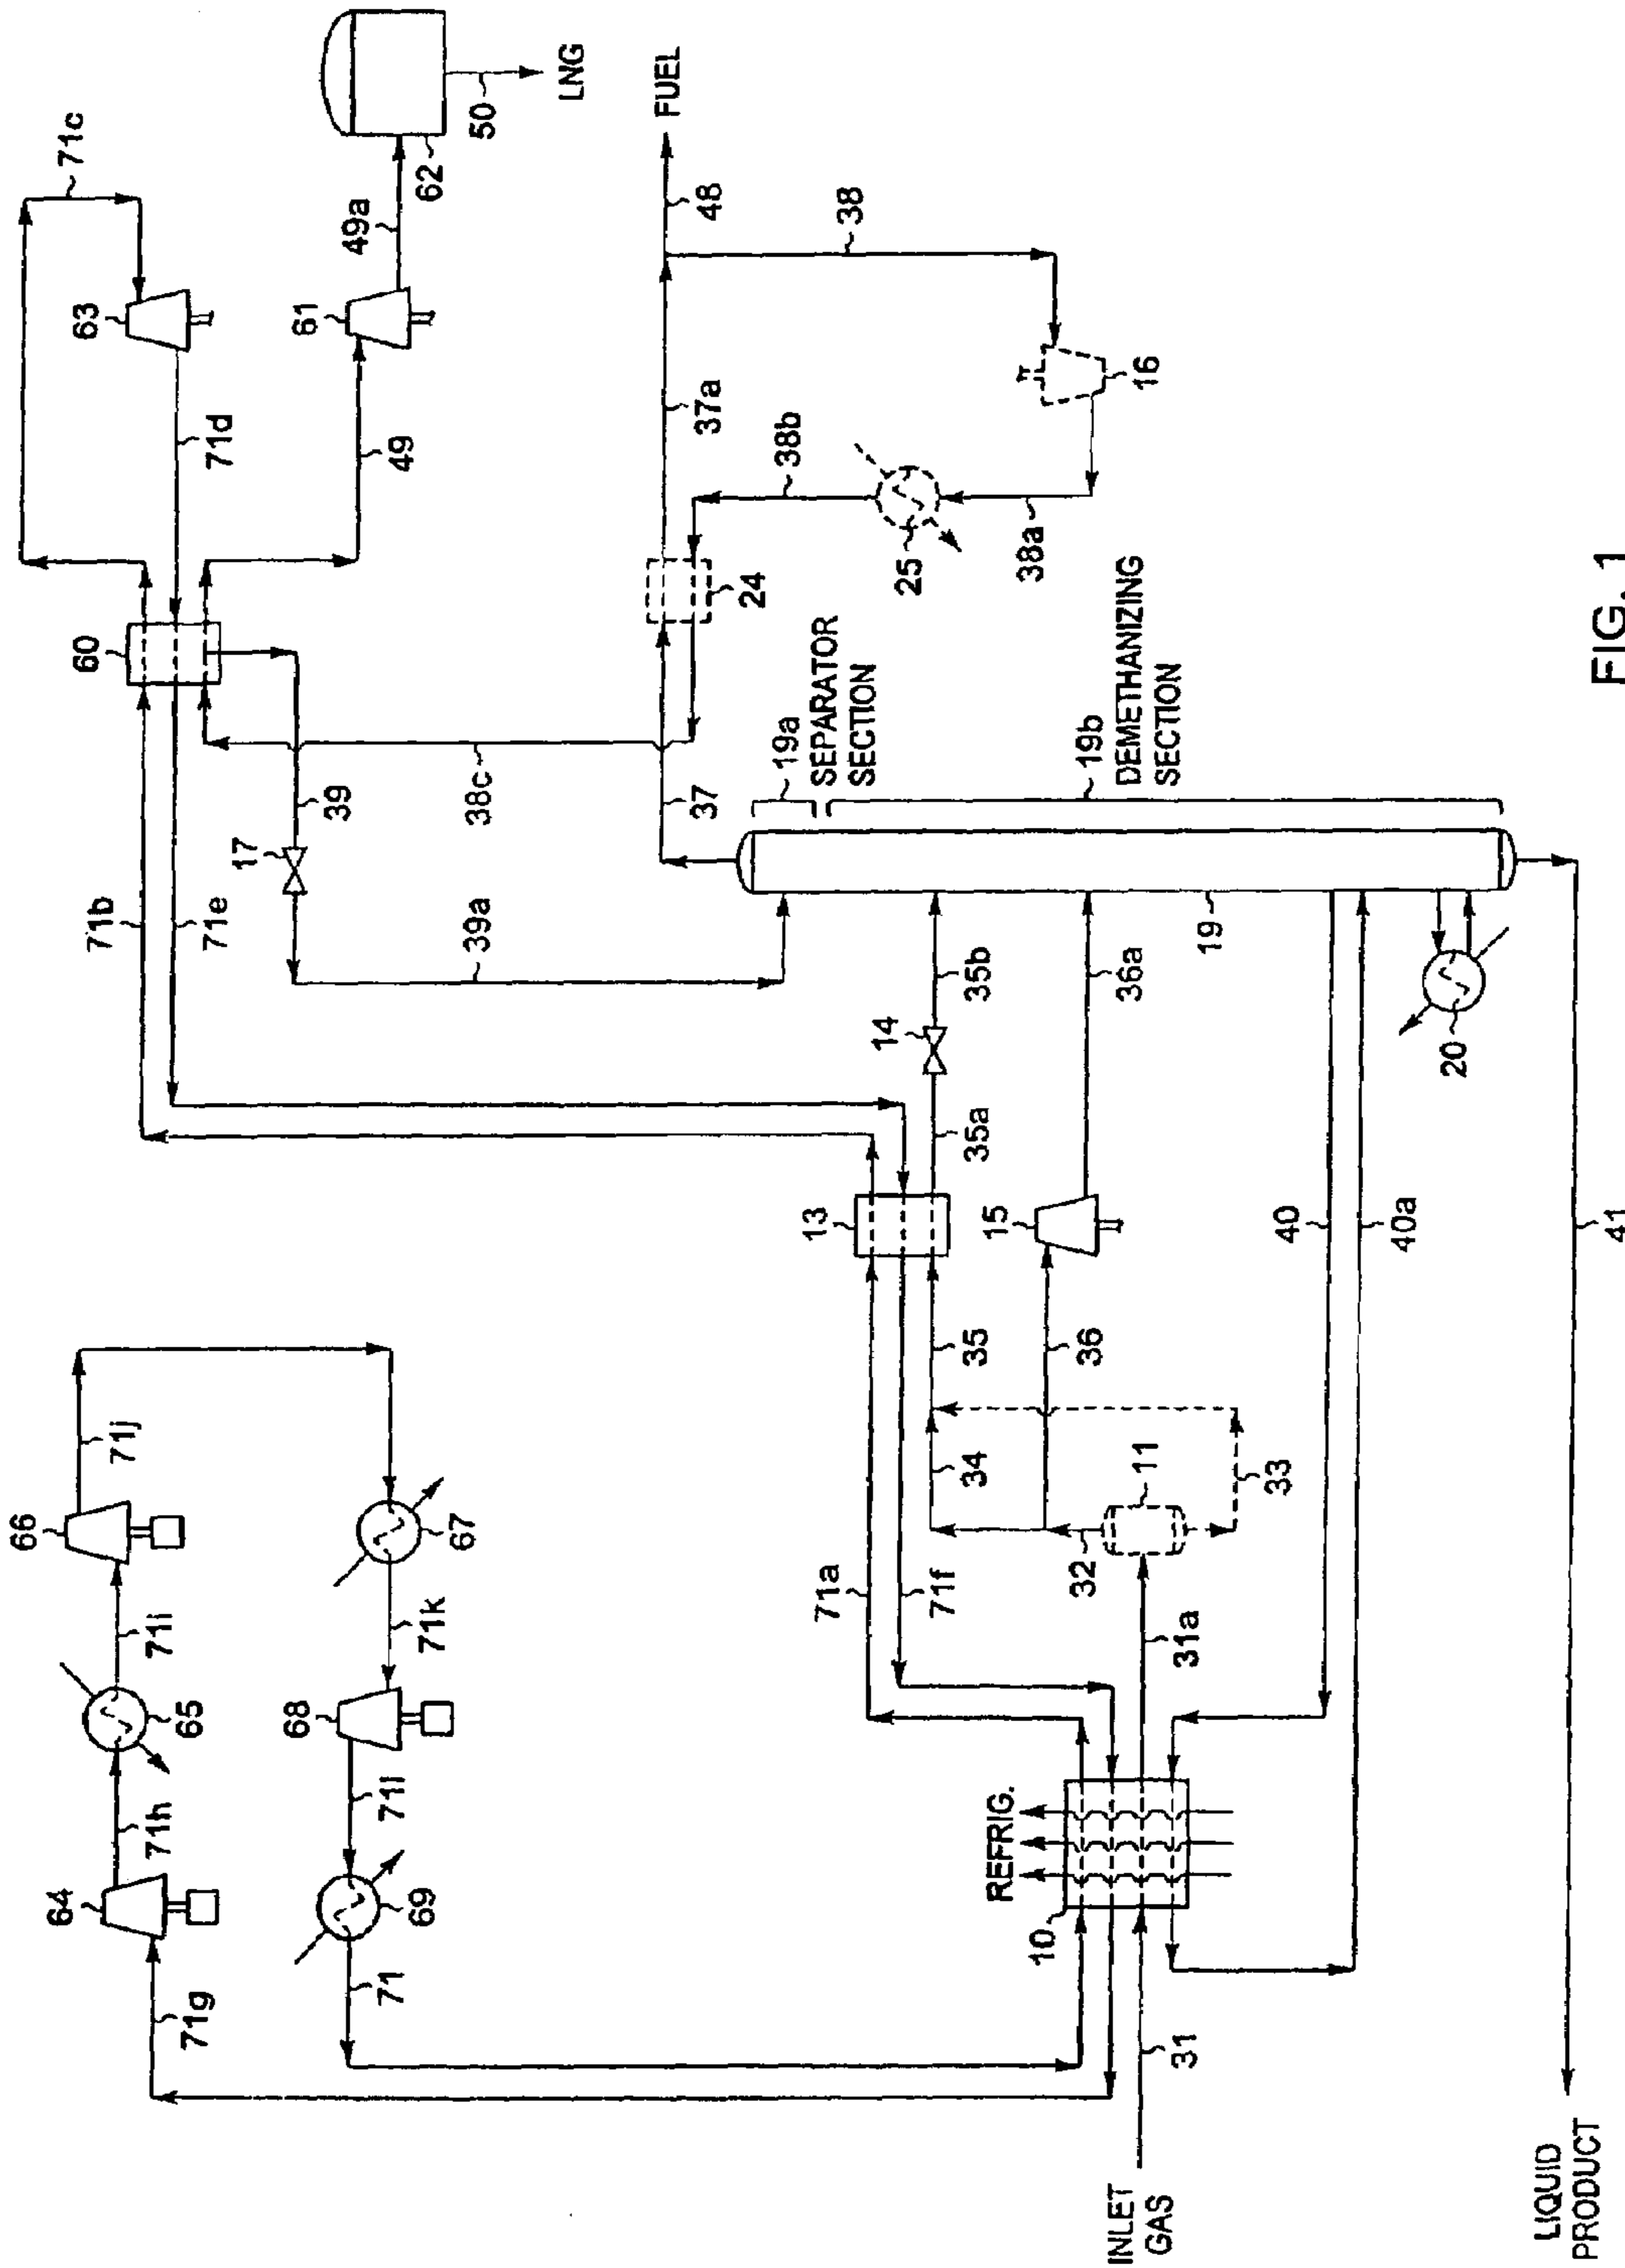 64
71h
65
71i
66
71j
71g
71
69
71l
68
71k
67
71b
71e
60
71d
63
71c
17
39
39a
38c
49
61
49a
62
50
LNG
71a
71f
13
35a
14
35b
34
35
36
15
36a
32
11
33
REFRIG.
10
31a
INLET
GAS
31
37
24
37a
48
FUEL
38
38b
25
38a
16
19a
SEPARATOR
SECTION
19b
DEMETHANIZING
SECTION
19
20
40
40a
41
LIQUID
PRODUCT
FIG. 1